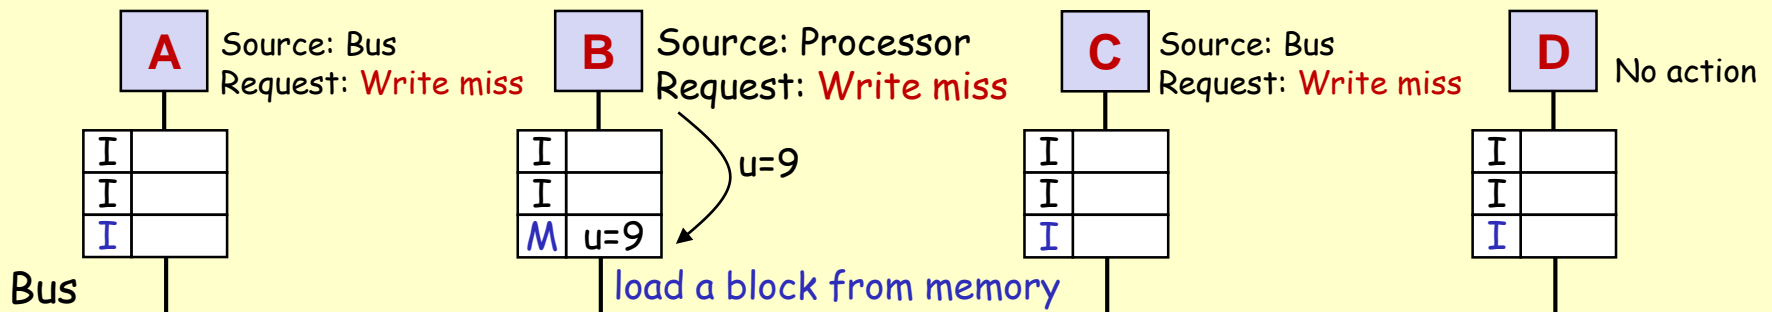 A
Source: Bus
Request: Write miss
B
Source: Processor
Request: Write miss
C
Source: Bus
Request: Write miss
D
No action
I
I
I
I
I
M u=9
u=9
I
I
I
I
I
I
Bus
load a block from memory